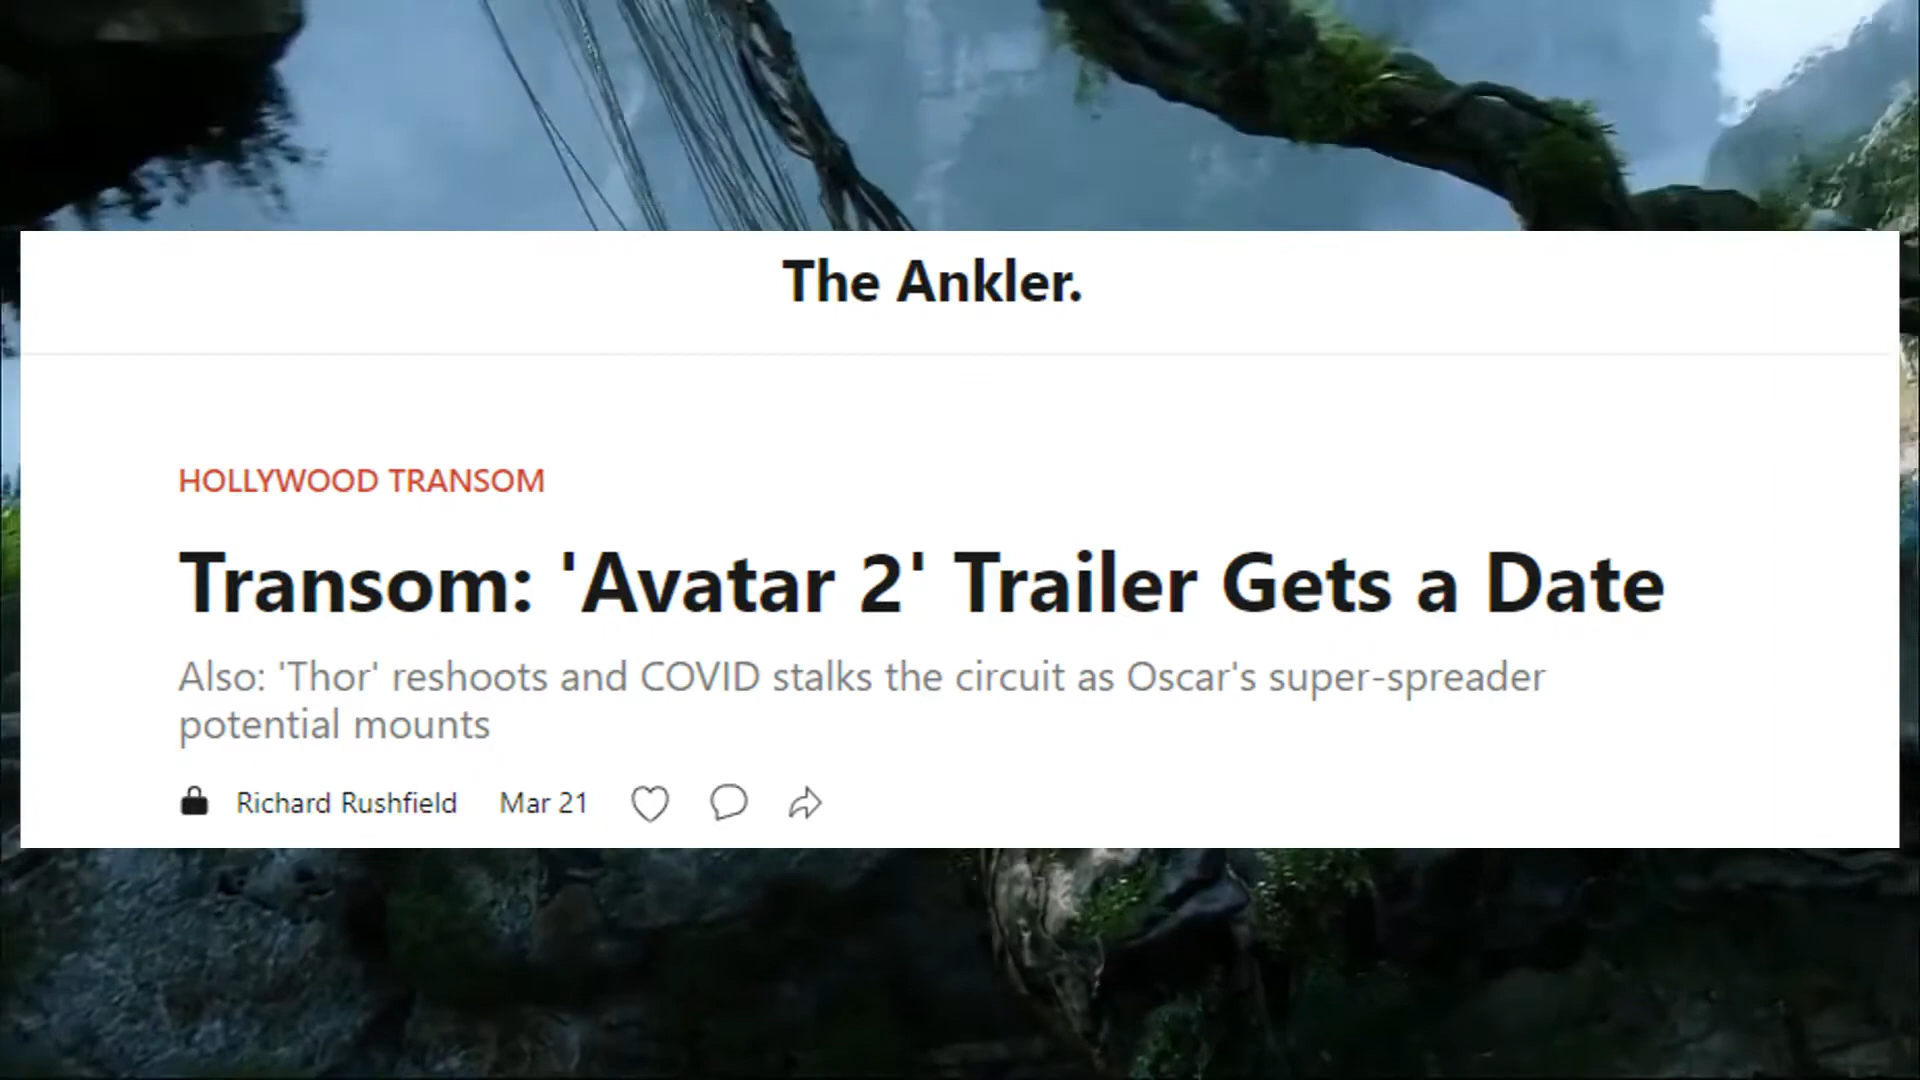 The Ankler.
HOLLYWOOD TRANSOM
Transom: 'Avatar 2' Trailer Gets a Date
Also: 'Thor' reshoots and COVID stalks the circuit as Oscar's super-spreader
potential mounts
Richard Rushfield Mar 21